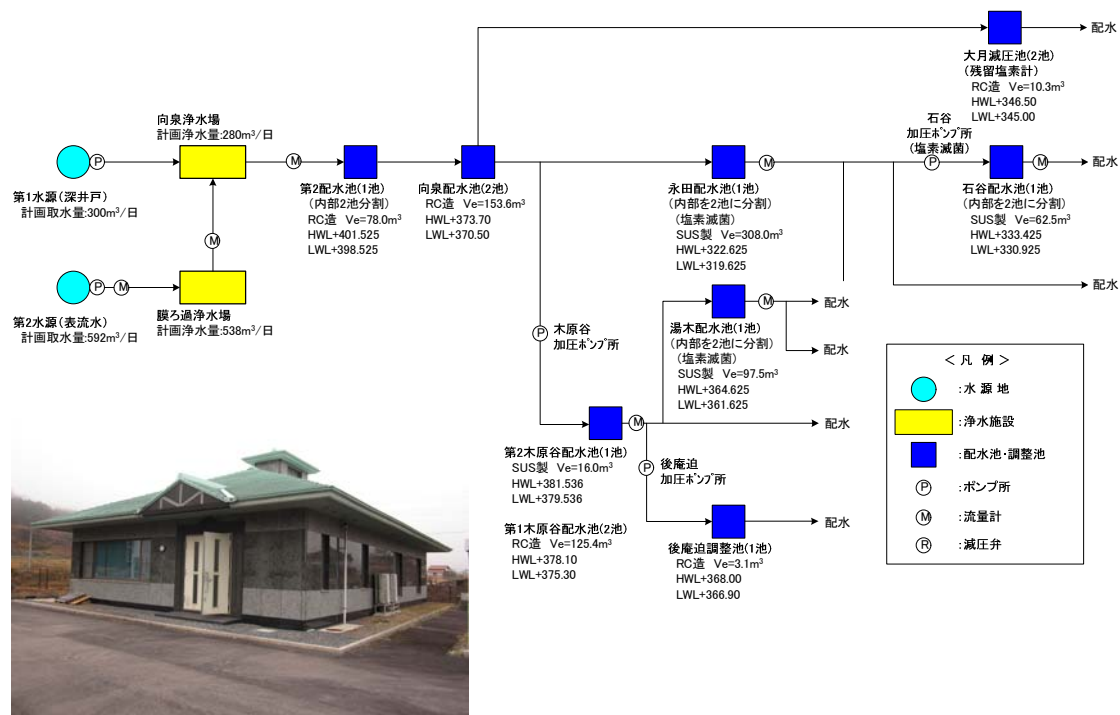 配水
大月減圧池(2池)
(残留塩素計)
RC造 Ve=10.3m³
HWL+346.50
LWL+345.00
向泉浄水場
計画浄水量:280m³/日
石谷
加圧ポンプ所
(塩素滅菌)
P
M
P
M
M
配水
第1水源(深井戸)
計画取水量:300m³/日
第2配水池(1池)
(内部2池分割)
RC造 Ve=78.0m³
HWL+401.525
LWL+398.525
向泉配水池(2池)
RC造 Ve=153.6m³
HWL+373.70
LWL+370.50
永田配水池(1池)
(内部を2池に分割)
(塩素滅菌)
SUS製 Ve=308.0m³
HWL+322.625
LWL+319.625
石谷配水池(1池)
(内部を2池に分割)
SUS製 Ve=62.5m³
HWL+333.425
LWL+330.925
M
P
M
配水
第2水源(表流水)
計画取水量:592m³/日
膜ろ過浄水場
計画浄水量:538m³/日
M
配水
湯木配水池(1池)
(内部を2池に分割)
(塩素滅菌)
SUS製 Ve=97.5m³
HWL+364.625
LWL+361.625
配水
P
木原谷
加圧ポンプ所
M
配水
第2木原谷配水池(1池)
SUS製 Ve=16.0m³
HWL+381.536
LWL+379.536
P
後庵迫
加圧ポンプ所
第1木原谷配水池(2池)
RC造 Ve=125.4m³
HWL+378.10
LWL+375.30
配水
後庵迫調整池(1池)
RC造 Ve=3.1m³
HWL+368.00
LWL+366.90
<凡 例>
:水 源 地
:浄水施設
:配水池・調整池
P :ポンプ所
M :流量計
R :減圧弁